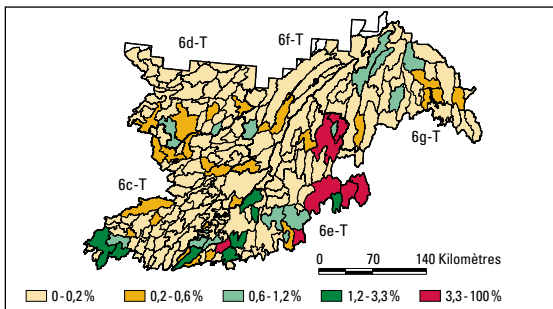 6d-T
6f-T
6g-T
6c-T
6e-T
0 70 140 Kilomètres
0 - 0,2 % 0,2 - 0,6 % 0,6 - 1,2 % 1,2 - 3,3 % 3,3 - 100 %